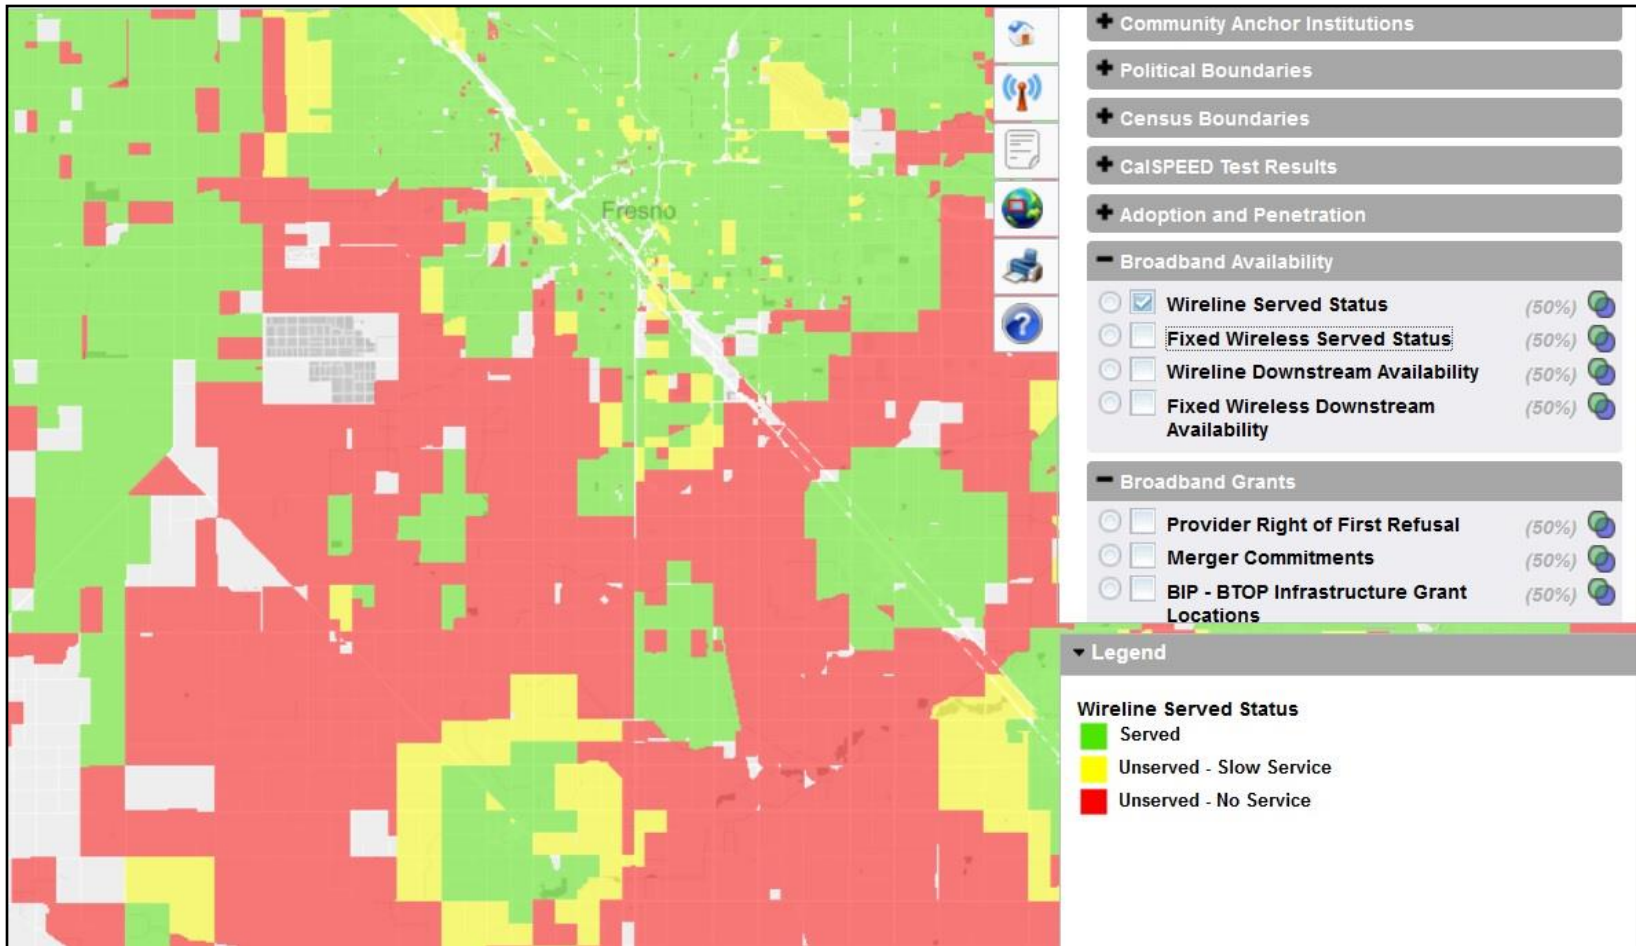 Fresno
+ Community Anchor Institutions
+ Political Boundaries
+ Census Boundaries
+ CalSPEED Test Results
+ Adoption and Penetration
− Broadband Availability
Wireline Served Status (50%)
Fixed Wireless Served Status (50%)
Wireline Downstream Availability (50%)
Fixed Wireless Downstream (50%)
Availability
− Broadband Grants
Provider Right of First Refusal (50%)
Merger Commitments (50%)
BIP - BTOP Infrastructure Grant (50%)
Locations
Legend
Wireline Served Status
Served
Unserved - Slow Service
Unserved - No Service